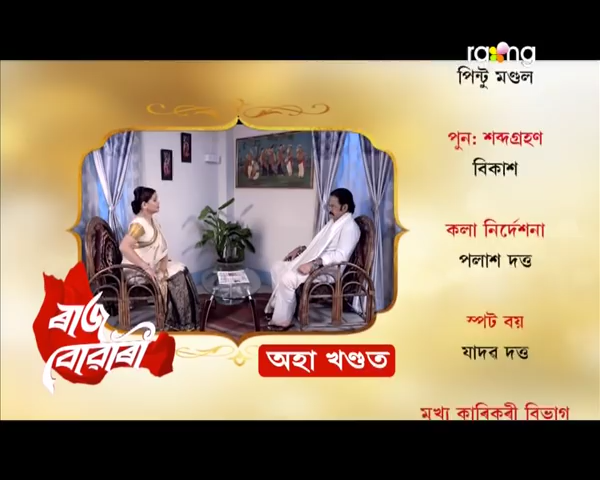 rang
পিন্টু মণ্ডল
পুন: শব্দগ্ৰহণ
বিকাশ
কলা নিৰ্দেশনা
পলাশ দত্ত
স্পট বয়
যাদৱ দত্ত
মুখ্য কাৰিকৰী বিভাগ
ৰাজ
বোৱাৰী
অহা খণ্ডত